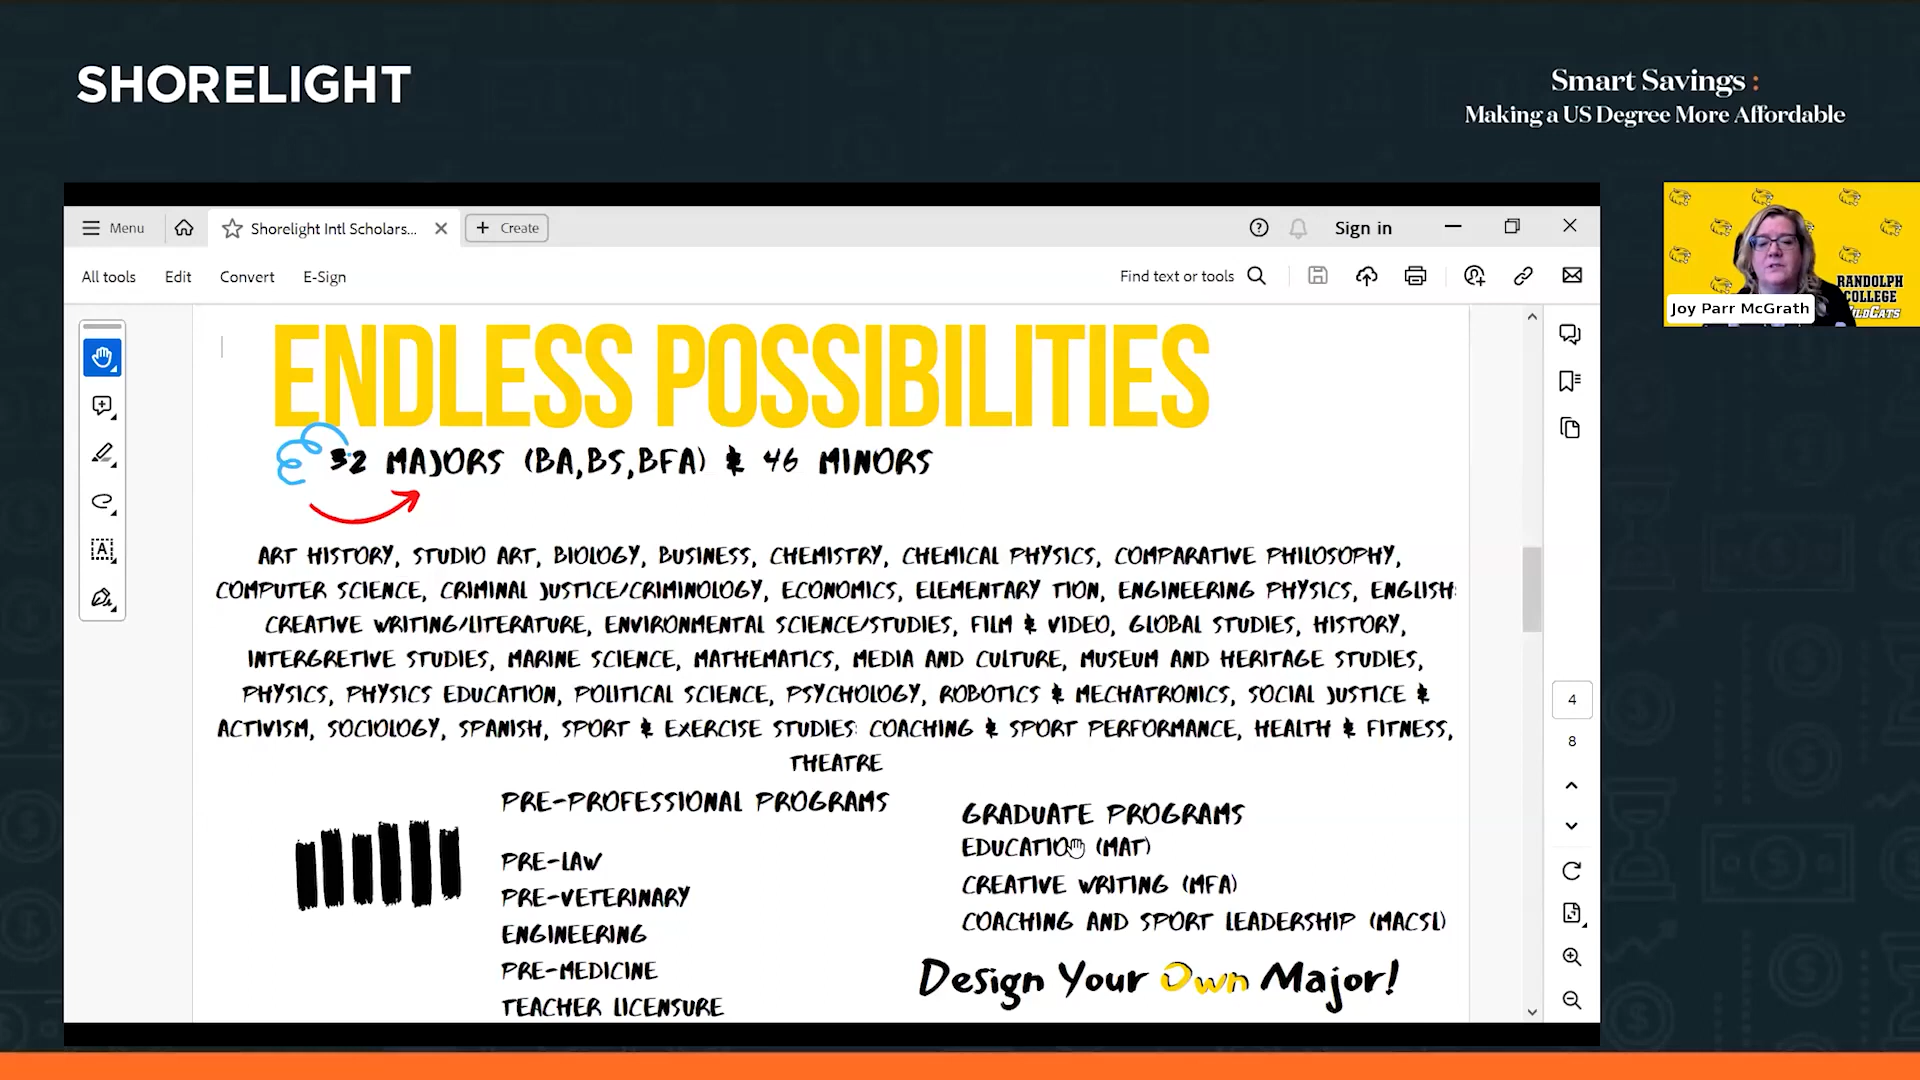 SHORELIGHT
Smart Savings :
Making a US Degree More Affordable
Menu
Shorelight Intl Scholars...
Create
Sign in
All tools
Edit
Convert
E-Sign
Find text or tools
ENDLESS POSSIBILITIES
32 MAJORS (BA,BS,BFA) & 46 MINORS
ART HISTORY, STUDIO ART, BIOLOGY, BUSINESS, CHEMISTRY, CHEMICAL PHYSICS, COMPARATIVE PHILOSOPHY,
COMPUTER SCIENCE, CRIMINAL JUSTICE/CRIMINOLOGY, ECONOMICS, ELEMENTARY TION, ENGINEERING PHYSICS, ENGLISH:
CREATIVE WRITING/LITERATURE, ENVIRONMENTAL SCIENCE/STUDIES, FILM & VIDEO, GLOBAL STUDIES, HISTORY,
INTERGRETIVE STUDIES, MARINE SCIENCE, MATHEMATICS, MEDIA AND CULTURE, MUSEUM AND HERITAGE STUDIES,
PHYSICS, PHYSICS EDUCATION, POLITICAL SCIENCE, PSYCHOLOGY, ROBOTICS & MECHATRONICS, SOCIAL JUSTICE &
ACTIVISM, SOCIOLOGY, SPANISH, SPORT & EXERCISE STUDIES: COACHING & SPORT PERFORMANCE, HEALTH & FITNESS,
THEATRE
PRE-PROFESSIONAL PROGRAMS
PRE-LAW
PRE-VETERINARY
ENGINEERING
PRE-MEDICINE
TEACHER LICENSURE
GRADUATE PROGRAMS
EDUCATION (MAT)
CREATIVE WRITING (MFA)
COACHING AND SPORT LEADERSHIP (MACSL)
Design Your Own Major!
4
8
RANDOLPH
COLLEGE
WILDCATS
Joy Parr McGrath